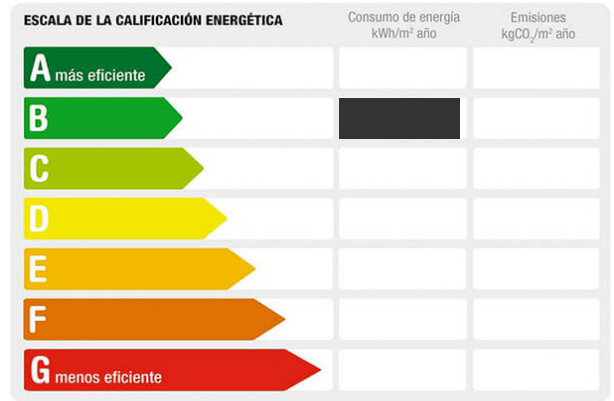 ESCALA DE LA CALIFICACIÓN ENERGÉTICA
Consumo de energía
kWh/m² año
Emisiones
kgCO₂/m² año
A más eficiente
B
C
D
E
F
G menos eficiente